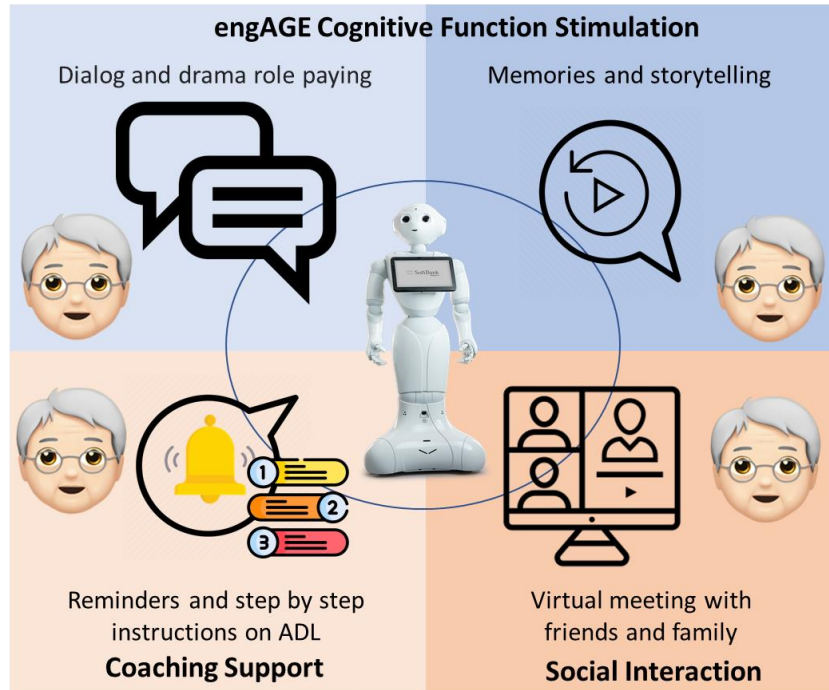 engAGE Cognitive Function Stimulation
Dialog and drama role paying
Memories and storytelling
SoftBank
1
2
3
Reminders and step by step
instructions on ADL
Coaching Support
Virtual meeting with
friends and family
Social Interaction